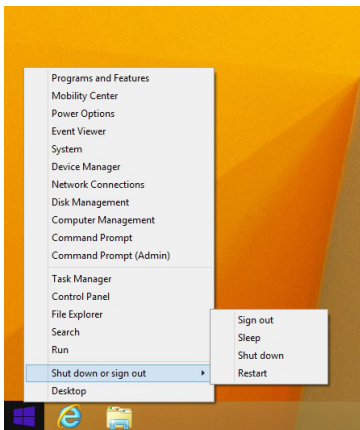 Programs and Features
Mobility Center
Power Options
Event Viewer
System
Device Manager
Network Connections
Disk Management
Computer Management
Command Prompt
Command Prompt (Admin)
Task Manager
Control Panel
File Explorer
Search
Run
Shut down or sign out
Desktop
Sign out
Sleep
Shut down
Restart